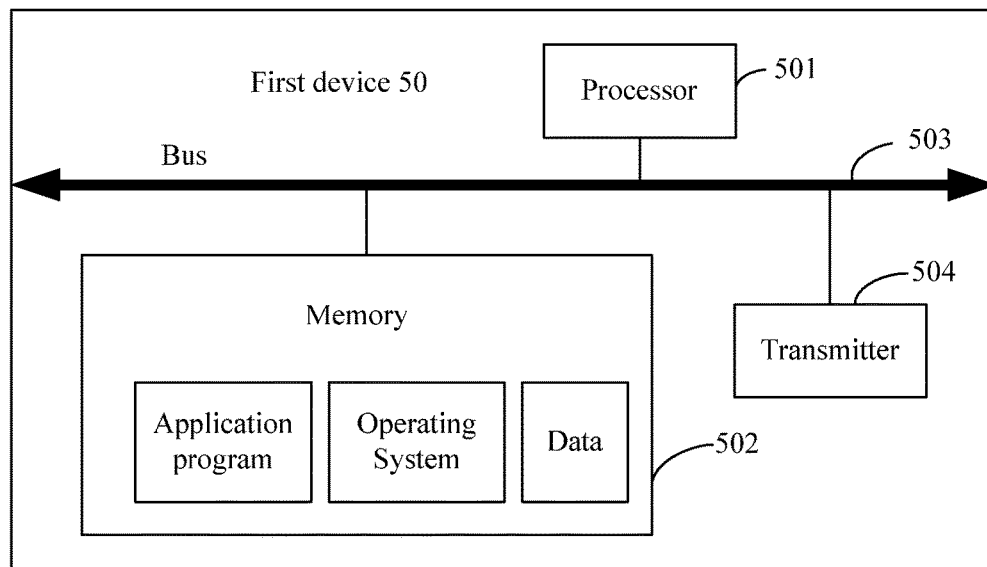 First device 50
Processor
501
Bus
503
Memory
504
Transmitter
Application
program
Operating
System
Data
502